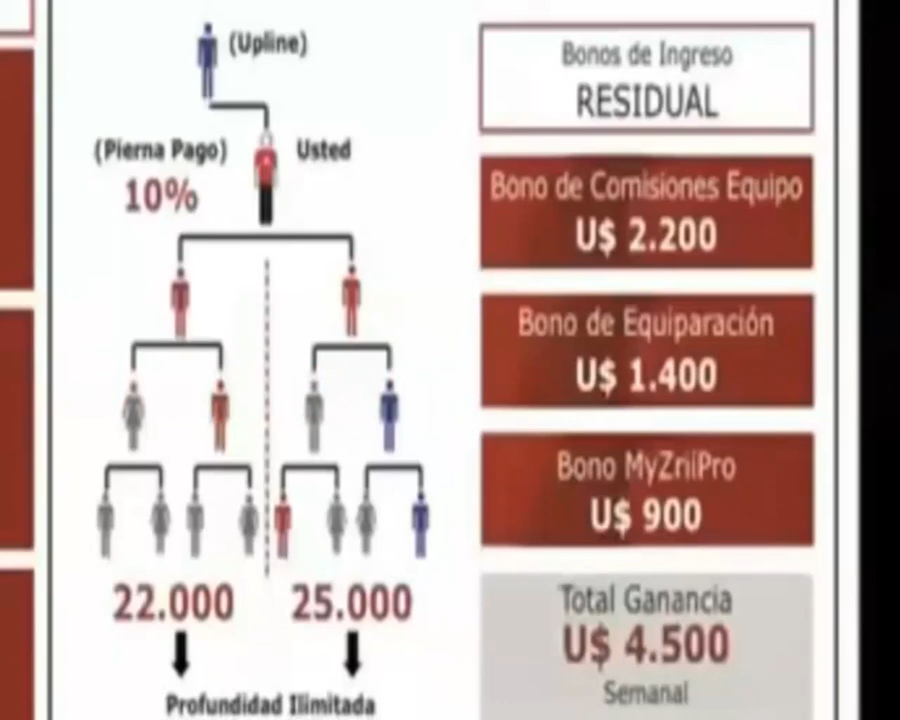 (Upline)
(Pierna Pago)
Usted
10%
22.000
25.000
Profundidad Ilimitada
Bonos de Ingreso
RESIDUAL
Bono de Comisiones Equipo
U$ 2.200
Bono de Equiparación
U$ 1.400
Bono MyZriiPro
U$ 900
Total Ganancia
U$ 4.500
Semanal